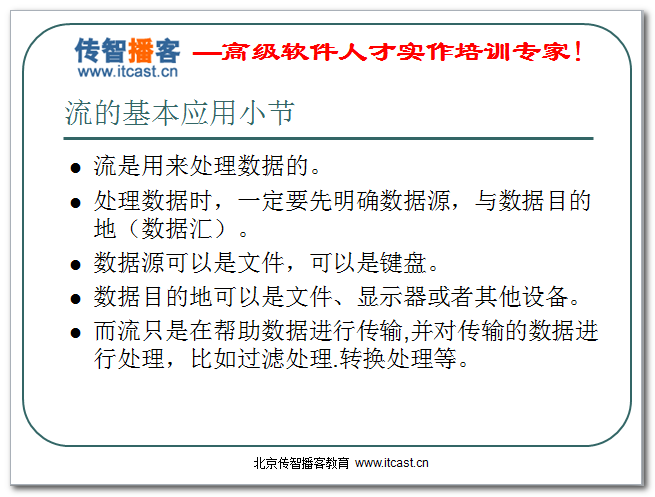 传智播客 —高级软件人才实作培训专家!
www.itcast.cn
流的基本应用小节
● 流是用来处理数据的。
● 处理数据时，一定要先明确数据源，与数据目的
地（数据汇）。
● 数据源可以是文件，可以是键盘。
● 数据目的地可以是文件、显示器或者其他设备。
● 而流只是在帮助数据进行传输,并对传输的数据进
行处理，比如过滤处理.转换处理等。
北京传智播客教育 www.itcast.cn